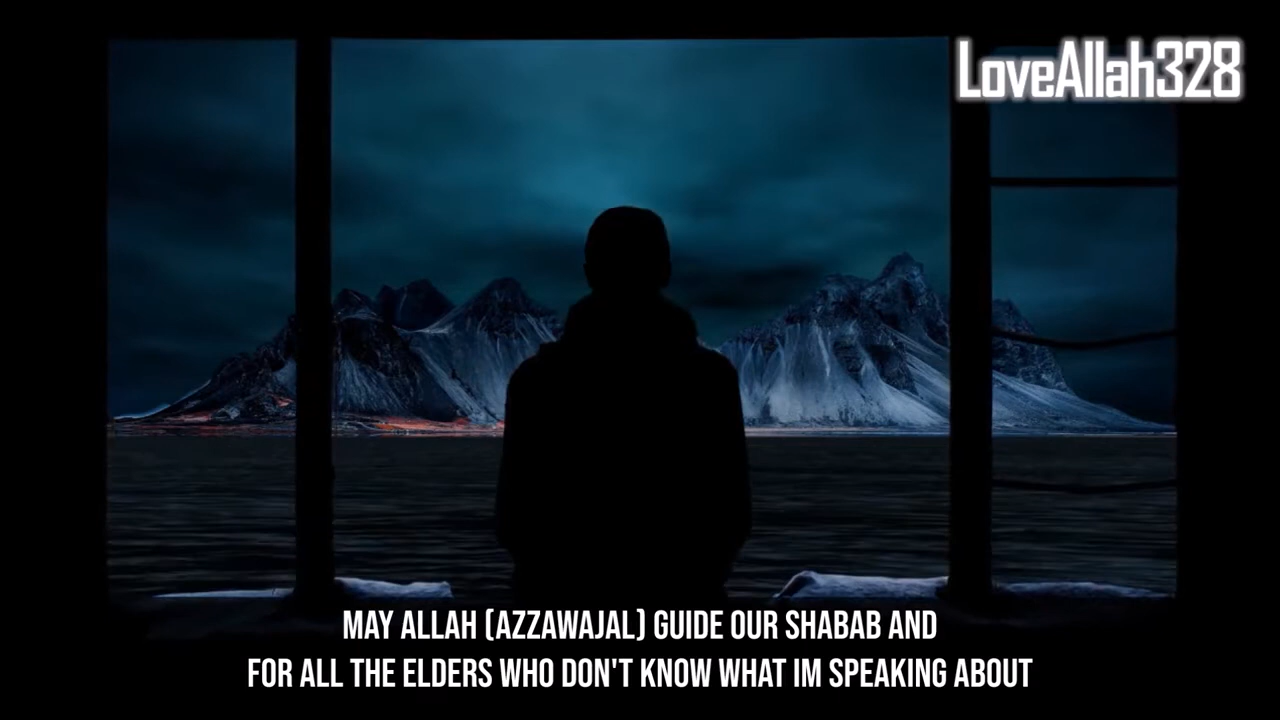 LoveAllah328
MAY ALLAH (AZZAWAJAL) GUIDE OUR SHABAB AND
FOR ALL THE ELDERS WHO DON'T KNOW WHAT IM SPEAKING ABOUT